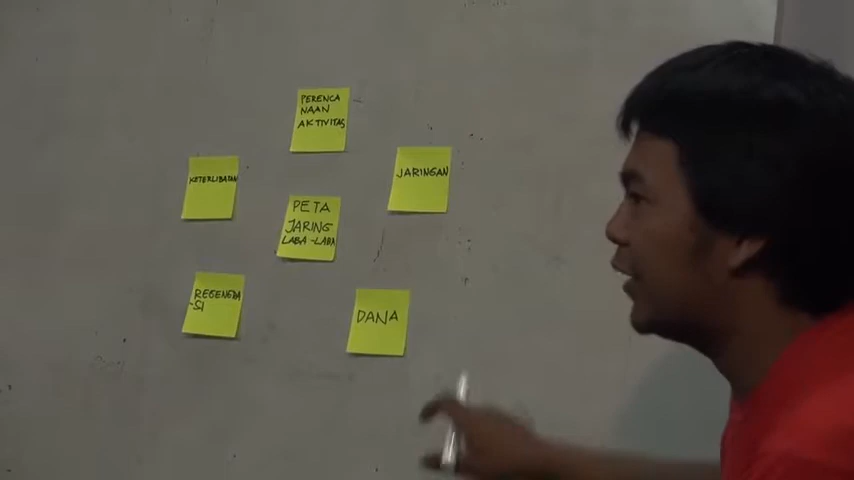 PERENCA
NAAN
AKTIVITAS
KETERLIBATAN
JARINGAN
PETA
JARING
LABA-LABA
REGENERA
-SI
DANA